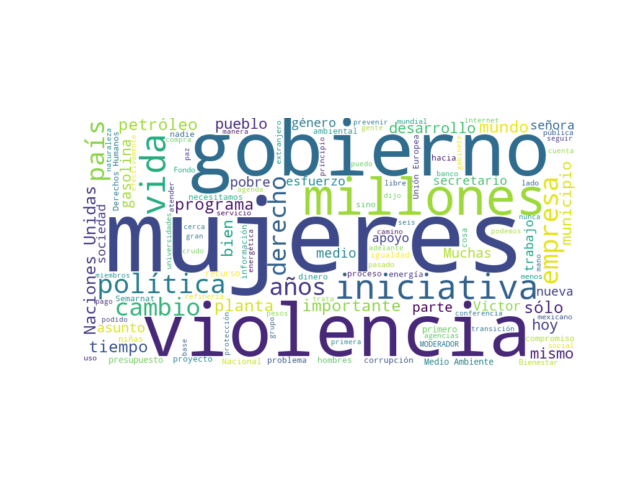 mujeres
gobierno
violencia
millones
iniciativa
vida
política
cambio
derecho
empresa
país
años
petróleo
pueblo
género
ambiental
prevenir
mundial
internet
desarrollo
mundo
señora
nadie
manera
gente
pública
seguir
naturaleza
paz
compra
extranjero
principio
puedo
Unión Europea
hacia
cuenta
Derechos Humanos
gasolina
Fondo
pobre
esfuerzo
libre
secretario
banco
lado
menos
municipio
atender
necesitamos
agenda
programa
servicio
sino
dijo
seis
nunca
Naciones Unidas
sociedad
universidades
cerca
gran
crudo
bien
información
energética
medio
camino
apoyo
adelante
igualdad
Muchas
cosa
podemos
trabajo
mano
miembros
dinero
proceso
energía
nueva
pago
Semarnat
refinería
planta
trata
importante
parte
Víctor
sólo
podido
asunto
niñas
pesos
grupo
conferencia
mexicano
hoy
tiempo
base
protección
primera
primero
agencias
transición
compromiso
social
mismo
uso
presupuesto
proyecto
Nacional
problema
hombres
corrupción
MODERADOR
Medio Ambiente
Bienestar
pasado